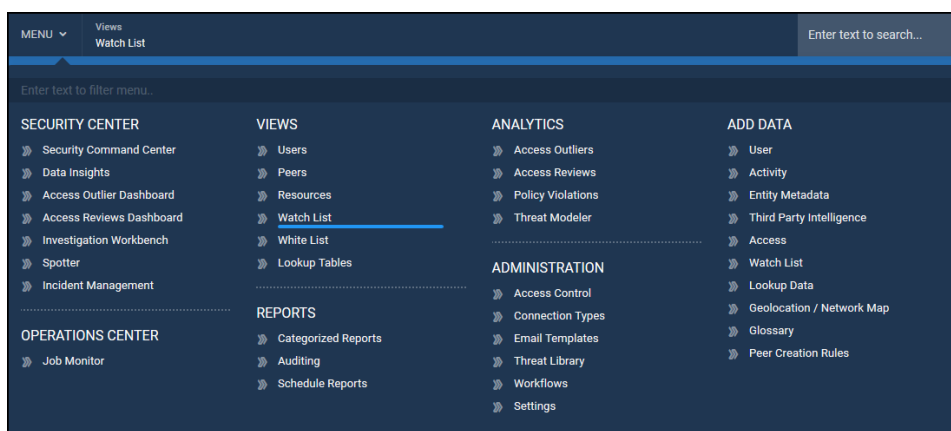 MENU
Views
Watch List
Enter text to search...
Enter text to filter menu..
SECURITY CENTER
Security Command Center
Data Insights
Access Outlier Dashboard
Access Reviews Dashboard
Investigation Workbench
Spotter
Incident Management
OPERATIONS CENTER
Job Monitor
VIEWS
Users
Peers
Resources
Watch List
White List
Lookup Tables
REPORTS
Categorized Reports
Auditing
Schedule Reports
ANALYTICS
Access Outliers
Access Reviews
Policy Violations
Threat Modeler
ADMINISTRATION
Access Control
Connection Types
Email Templates
Threat Library
Workflows
Settings
ADD DATA
User
Activity
Entity Metadata
Third Party Intelligence
Access
Watch List
Lookup Data
Geolocation / Network Map
Glossary
Peer Creation Rules